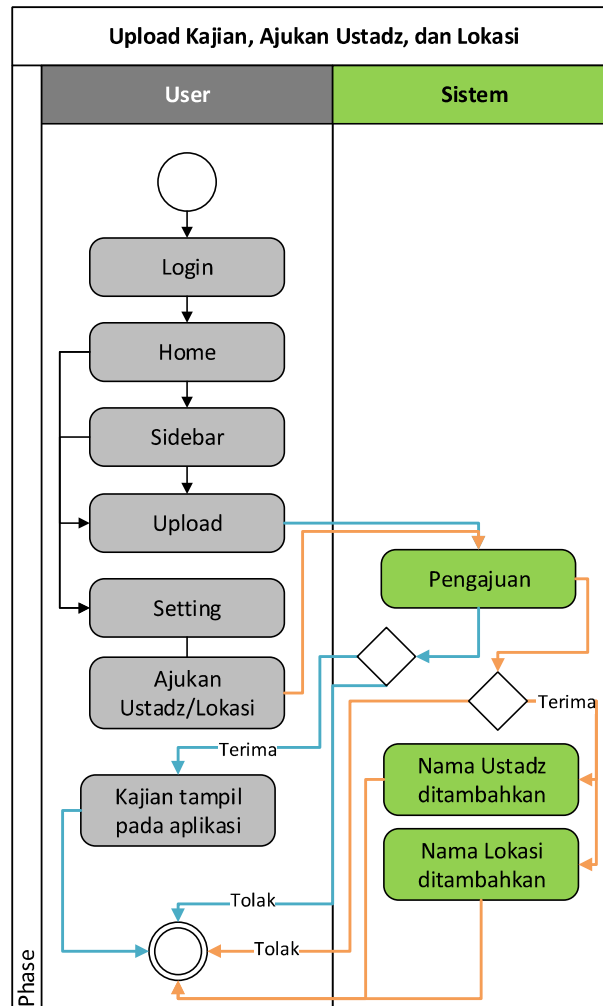 Upload Kajian, Ajukan Ustadz, dan Lokasi
User
Sistem
Login
Home
Sidebar
Upload
Pengajuan
Setting
Ajukan
Ustadz/Lokasi
Terima
Terima
Nama Ustadz
ditambahkan
Kajian tampil
pada aplikasi
Nama Lokasi
ditambahkan
Tolak
Tolak
Phase